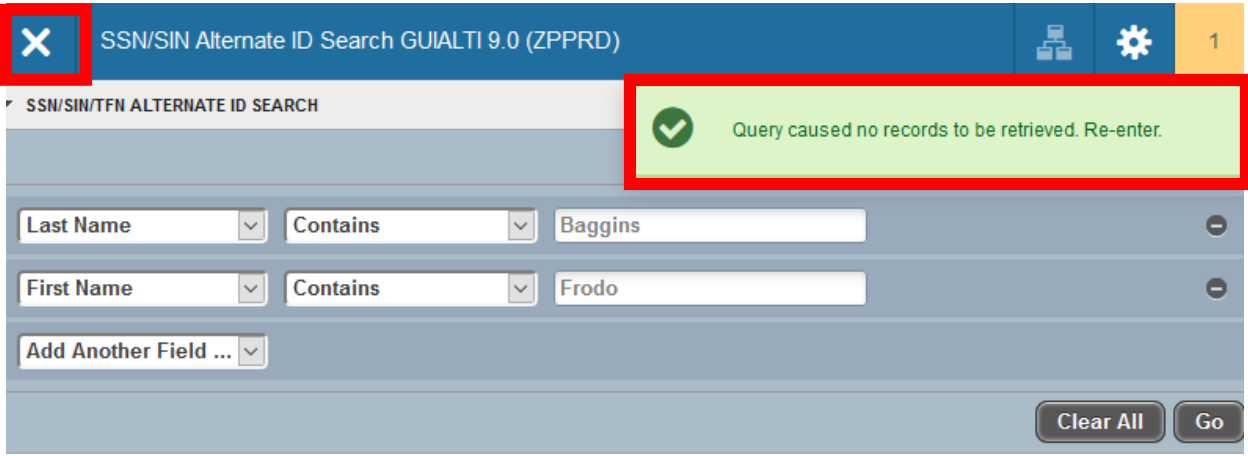 SSN/SIN Alternate ID Search GUIALTI 9.0 (ZPPRD) 1
SSN/SIN/TFN ALTERNATE ID SEARCH
Query caused no records to be retrieved. Re-enter.
Last Name Contains Baggins
First Name Contains Frodo
Add Another Field ...
Clear All Go